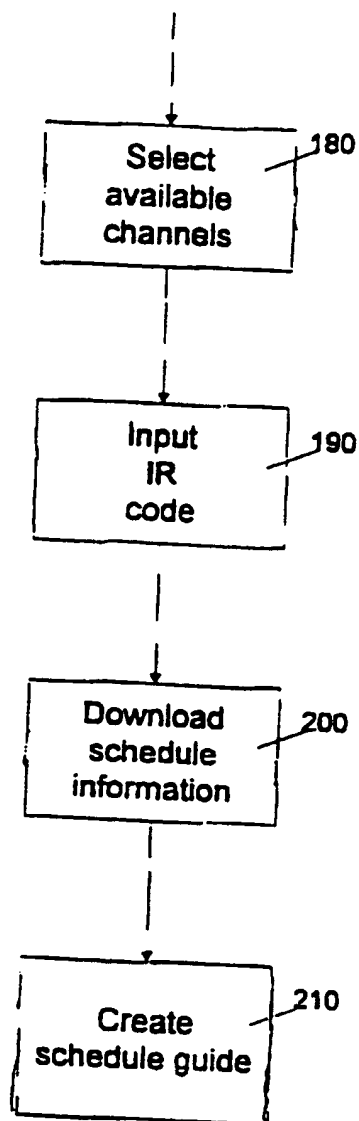 180
Select
available
channels
190
Input
IR
code
200
Download
schedule
information
210
Create
schedule guide